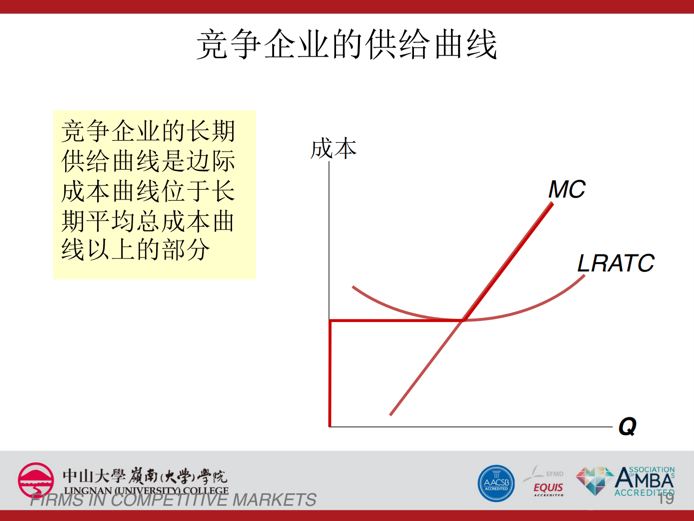 竞争企业的供给曲线
竞争企业的长期
供给曲线是边际
成本曲线位于长
期平均总成本曲
线以上的部分
成本
MC
LRATC
Q
中山大學嶺南(大學)學院
LINGNAN (UNIVERSITY) COLLEGE
FIRMS IN COMPETITIVE MARKETS
AACSB
ACCREDITED
EFMD
EQUIS
ACCREDITED
ASSOCIATION
AMBA
ACCREDITED
19